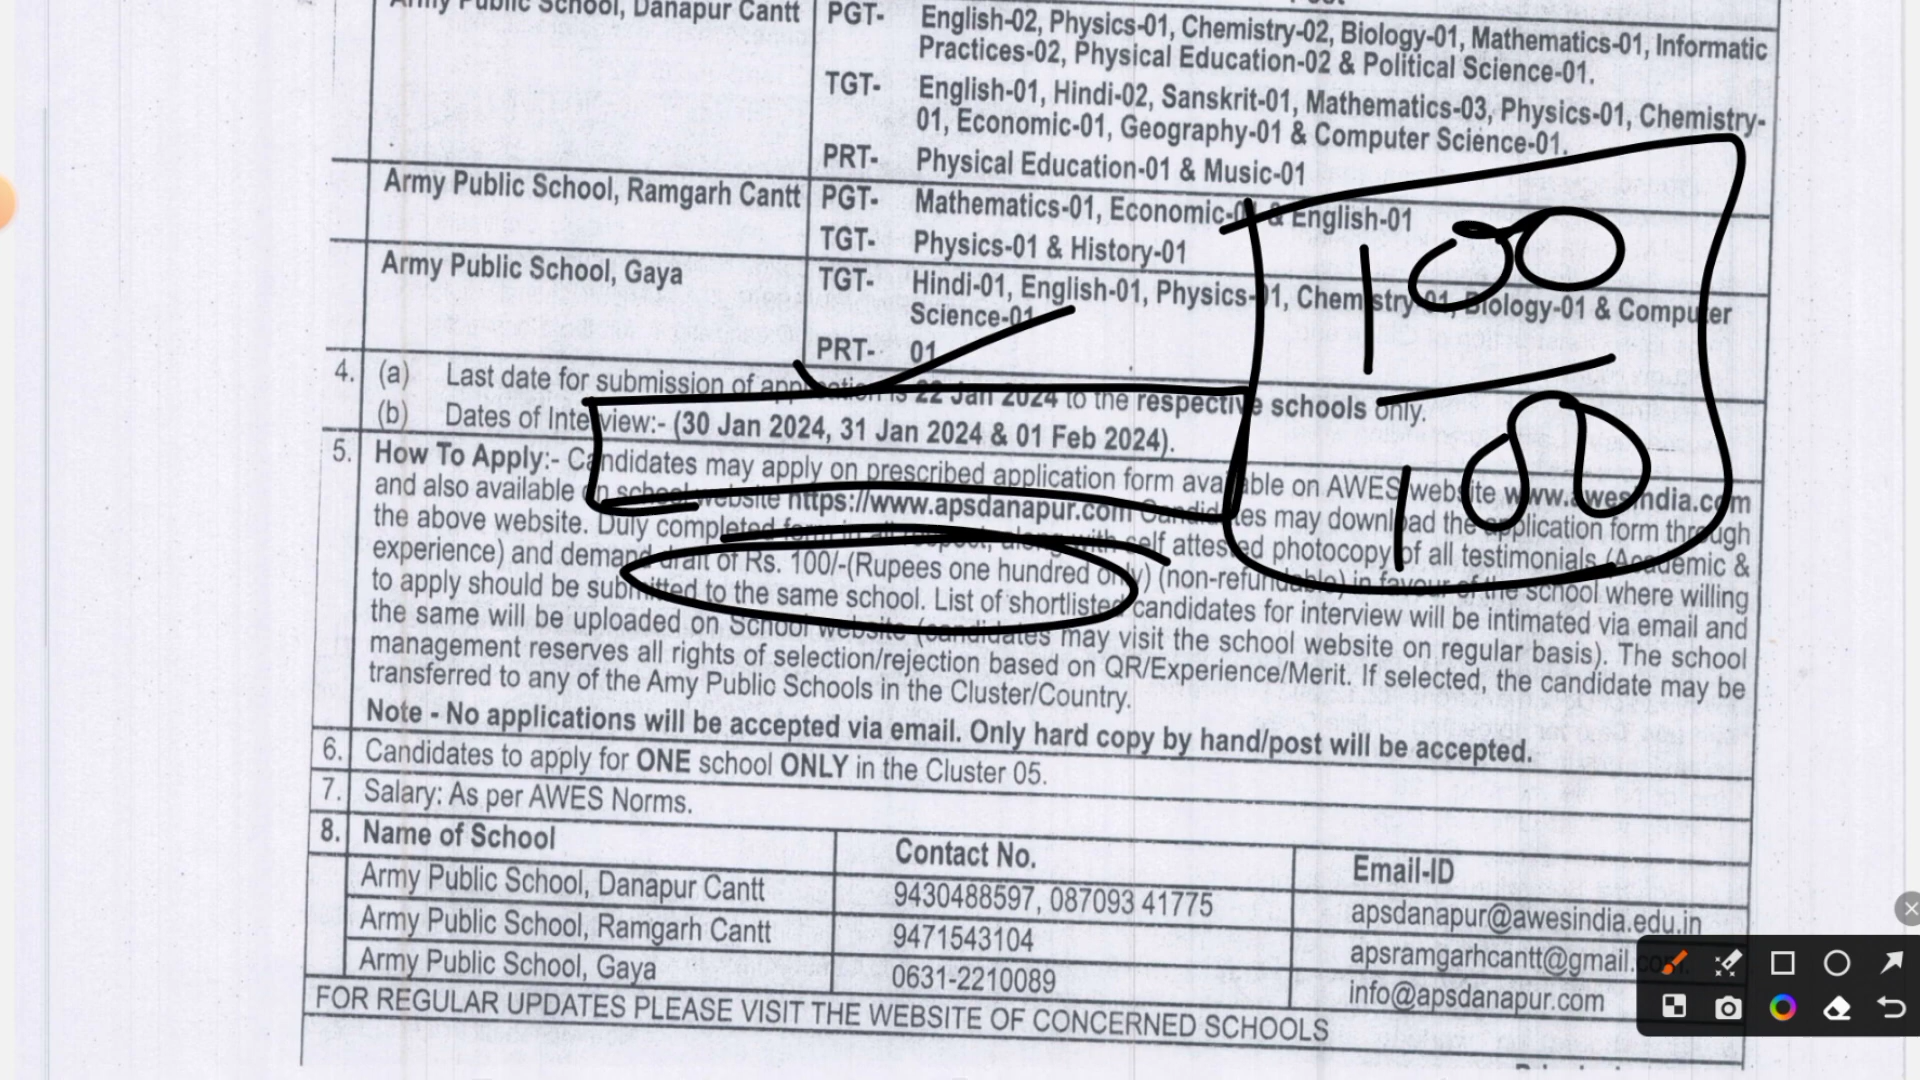 Army Public School, Danapur Cantt PGT- English-02, Physics-01, Chemistry-02, Biology-01, Mathematics-01, Informatic
Practices-02, Physical Education-02 & Political Science-01.
TGT- English-01, Hindi-02, Sanskrit-01, Mathematics-03, Physics-01, Chemistry-
01, Economic-01, Geography-01 & Computer Science-01.
PRT- Physical Education-01 & Music-01
Army Public School, Ramgarh Cantt PGT- Mathematics-01, Economic-01 & English-01
TGT- Physics-01 & History-01
Army Public School, Gaya TGT- Hindi-01, English-01, Physics-01, Chemistry-01, Biology-01 & Computer
Science-01
PRT- 01
100
100
4. (a) Last date for submission of application is 22 Jan 2024 to the respective schools only.
(b) Dates of Interview:- (30 Jan 2024, 31 Jan 2024 & 01 Feb 2024).
5. How To Apply:- Candidates may apply on prescribed application form available on AWES website www.awesindia.com
and also available on school website https://www.apsdanapur.com Candidates may download the application form through
the above website. Duly completed form in all respect, along with self attested photocopy of all testimonials (Academic &
experience) and demand draft of Rs. 100/-(Rupees one hundred only) (non-refundable) in favour of the school where willing
to apply should be submitted to the same school. List of shortlisted candidates for interview will be intimated via email and
the same will be uploaded on School website (candidates may visit the school website on regular basis). The school
management reserves all rights of selection/rejection based on QR/Experience/Merit. If selected, the candidate may be
transferred to any of the Amy Public Schools in the Cluster/Country.
Note - No applications will be accepted via email. Only hard copy by hand/post will be accepted.
6. Candidates to apply for ONE school ONLY in the Cluster 05.
7. Salary: As per AWES Norms.
8. Name of School Contact No. Email-ID
Army Public School, Danapur Cantt 9430488597, 087093 41775 apsdanapur@awesindia.edu.in
Army Public School, Ramgarh Cantt 9471543104 apsramgarhcantt@gmail.com
Army Public School, Gaya 0631-2210089 info@apsdanapur.com
FOR REGULAR UPDATES PLEASE VISIT THE WEBSITE OF CONCERNED SCHOOLS